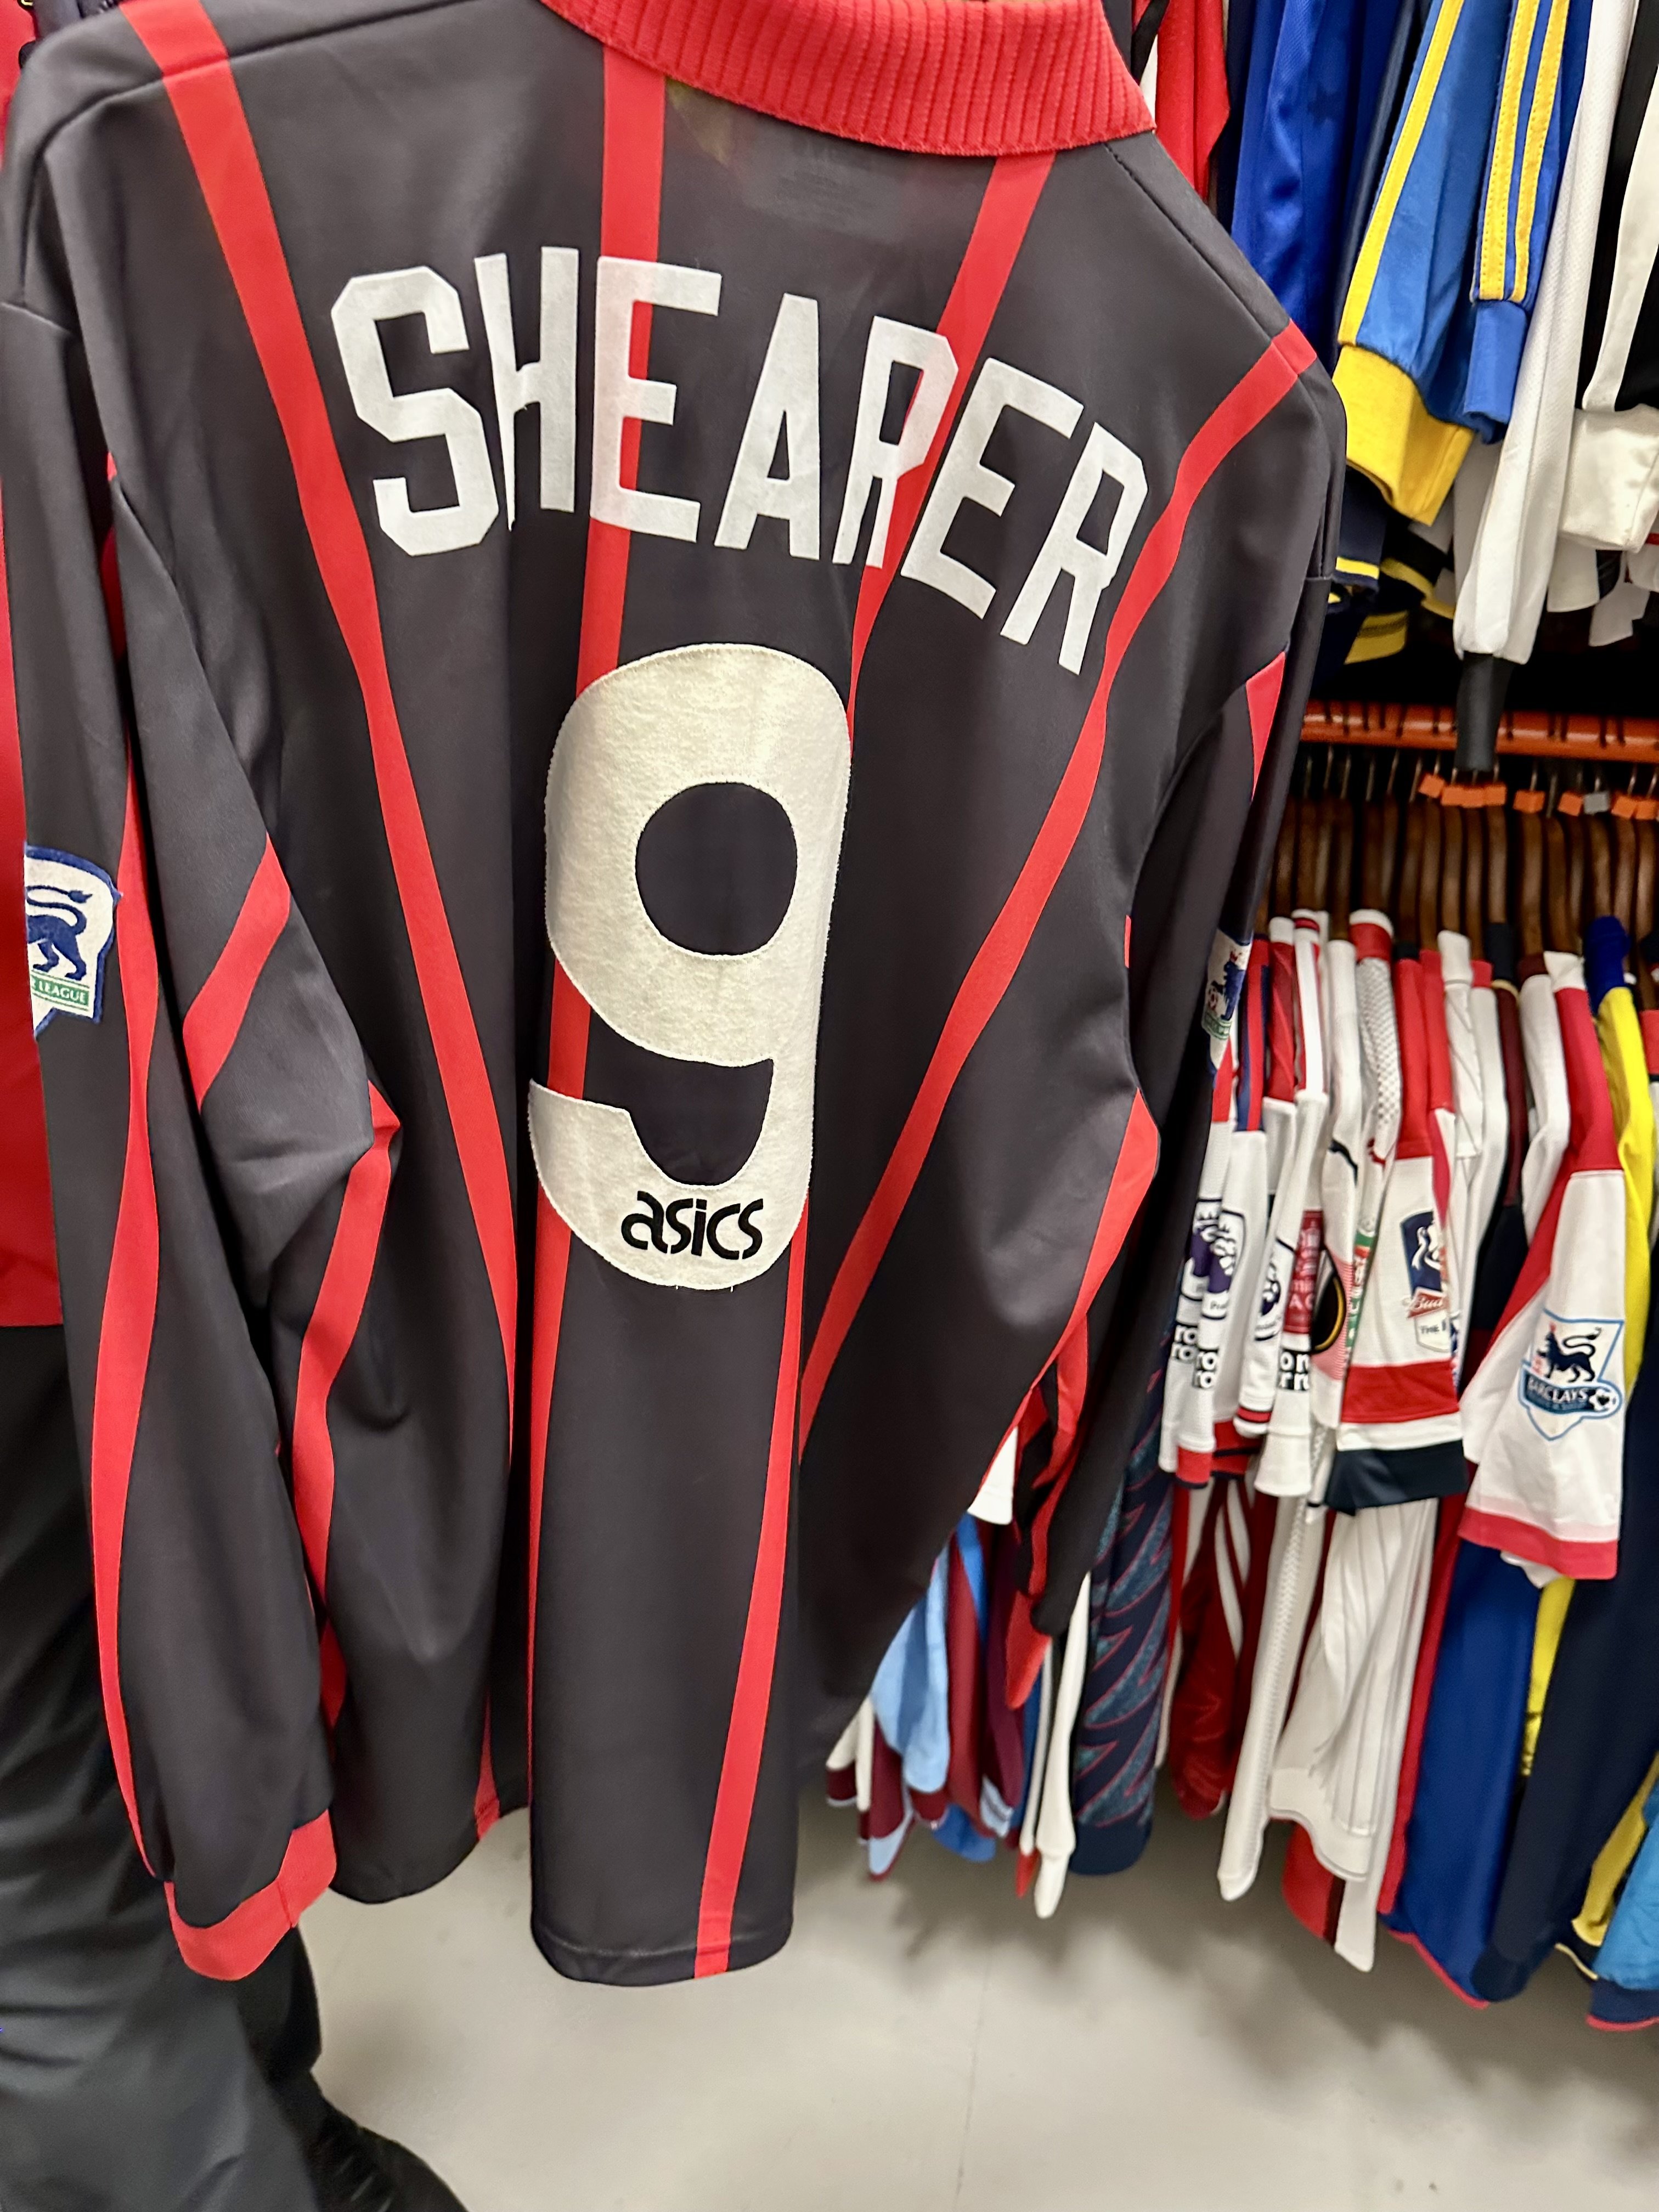 SHEARER
9
asics
LEAGUE
BARCLAYS